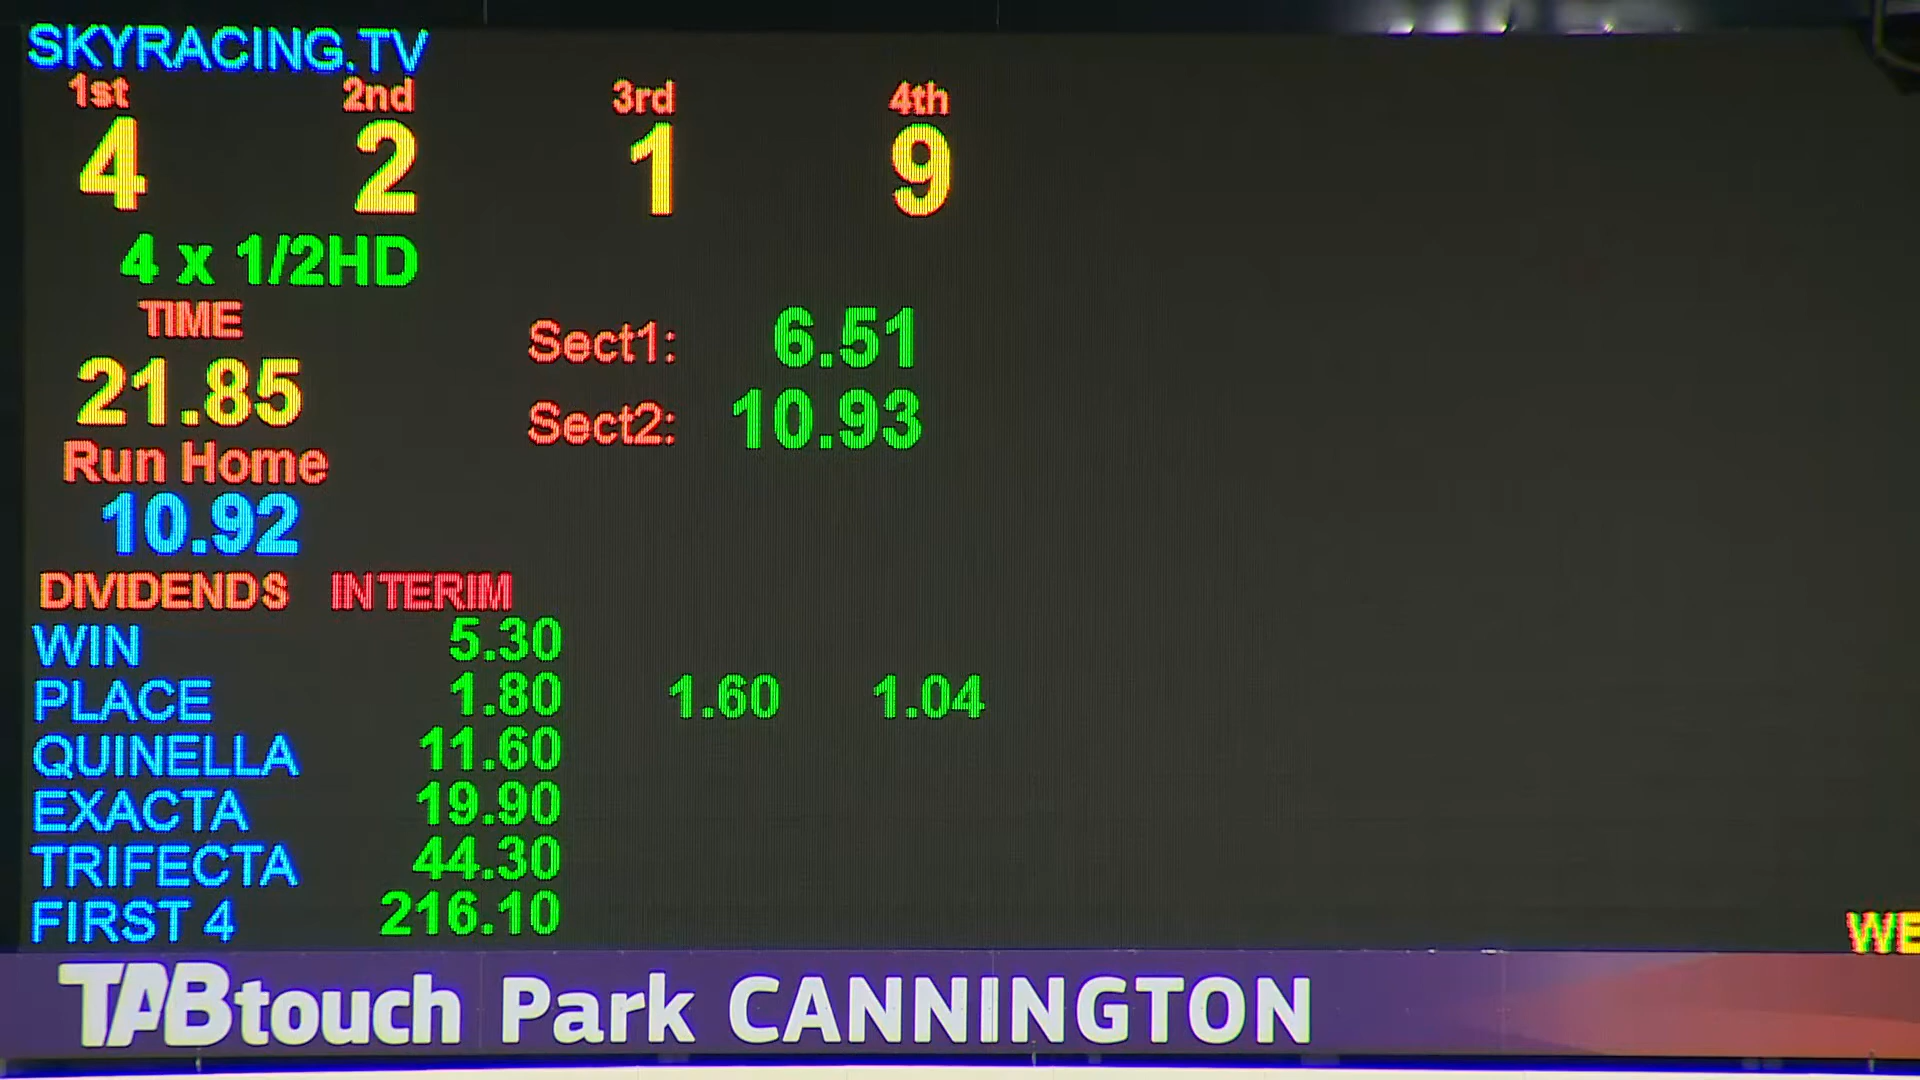 SKYRACING.TV
1st 2nd 3rd 4th
4 2 1 9
4 x 1/2HD
TIME
21.85
Sect1: 6.51
Sect2: 10.93
Run Home
10.92
DIVIDENDS INTERIM
WIN 5.30
PLACE 1.80 1.60 1.04
QUINELLA 11.60
EXACTA 19.90
TRIFECTA 44.30
FIRST 4 216.10
WE
TABtouch Park CANNINGTON